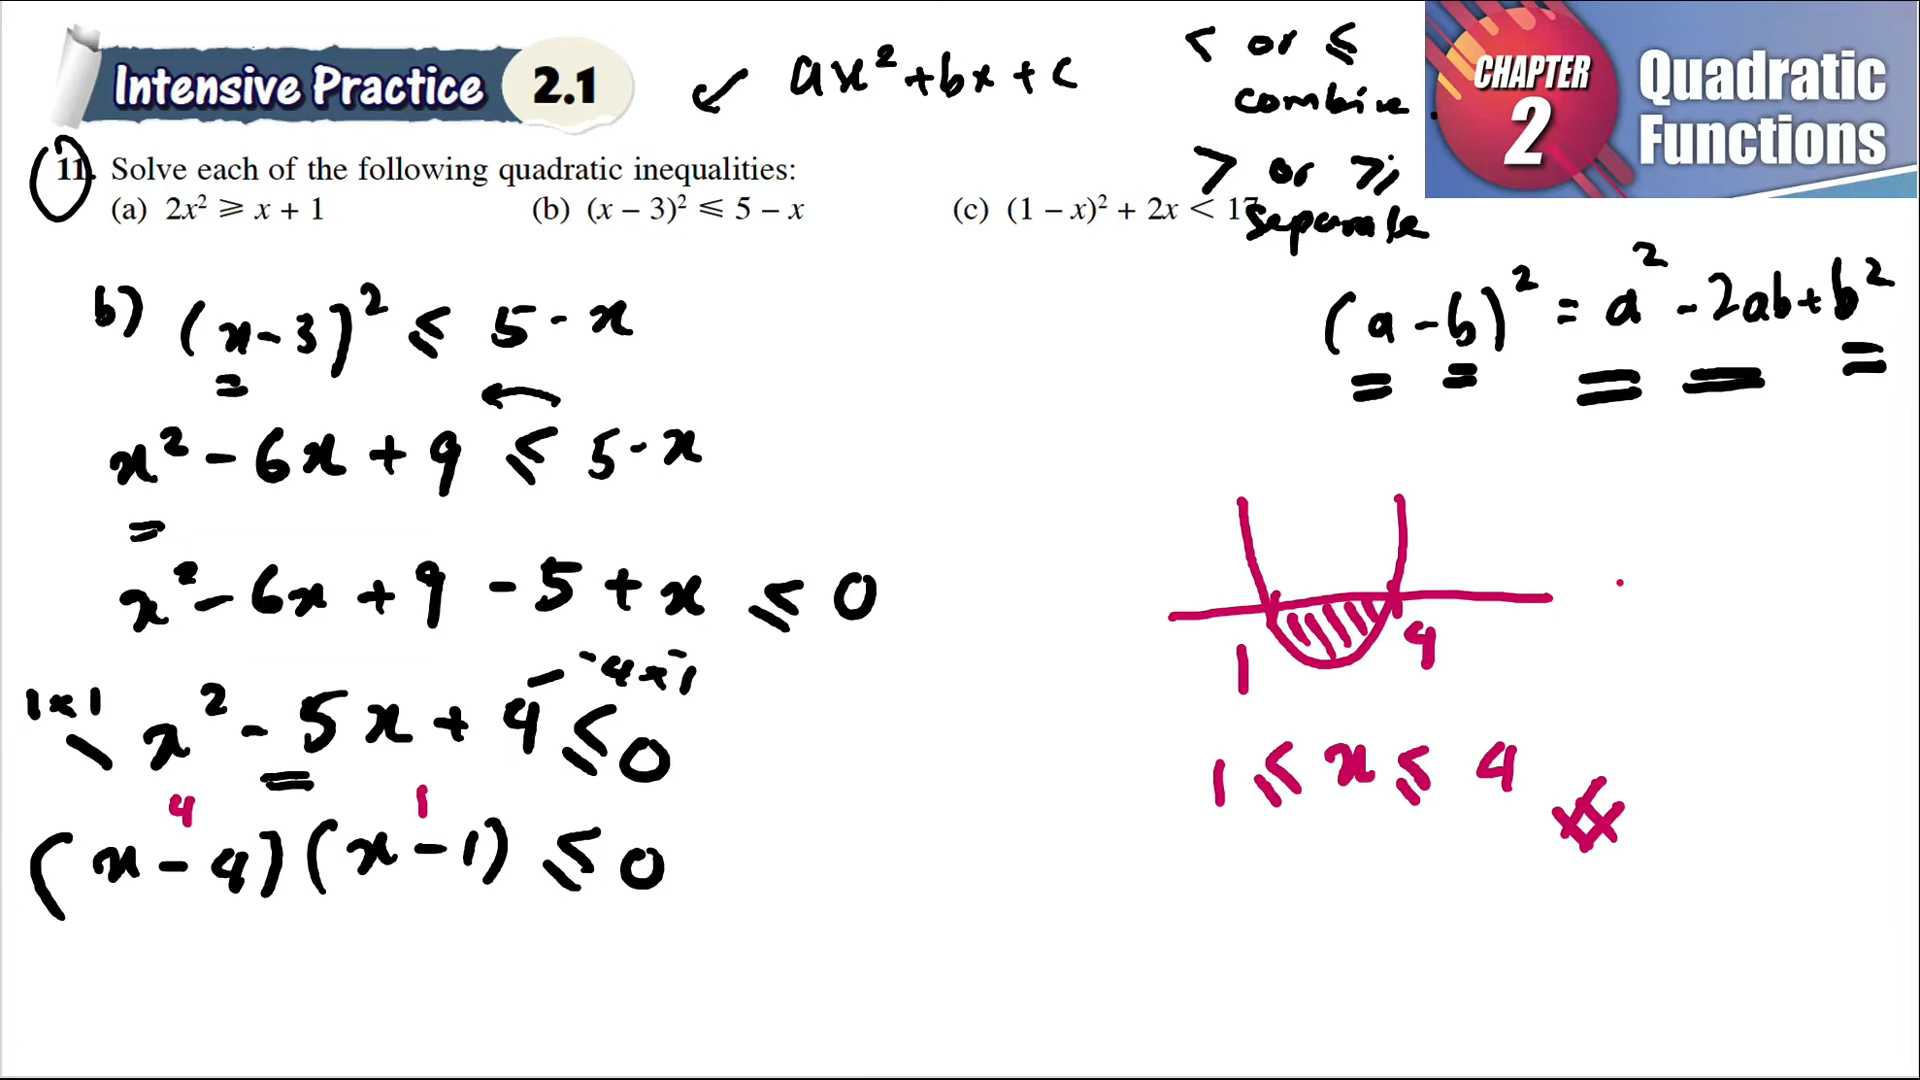 Intensive Practice 2.1
ax² + bx + c
< or ≤
combine
> or ≥
separate
CHAPTER 2
Quadratic
Functions
11. Solve each of the following quadratic inequalities:
(a) 2x² ⩾ x + 1 (b) (x – 3)² ⩽ 5 – x (c) (1 – x)² + 2x < 17
(a - b)² = a² - 2ab + b²
b) (x - 3)² ≤ 5 - x
x² - 6x + 9 ≤ 5 - x
x² - 6x + 9 - 5 + x ≤ 0
1x1
-4x-1
x² - 5x + 4 ≤ 0
4 1
(x - 4)(x - 1) ≤ 0
1 4
1 ≤ x ≤ 4